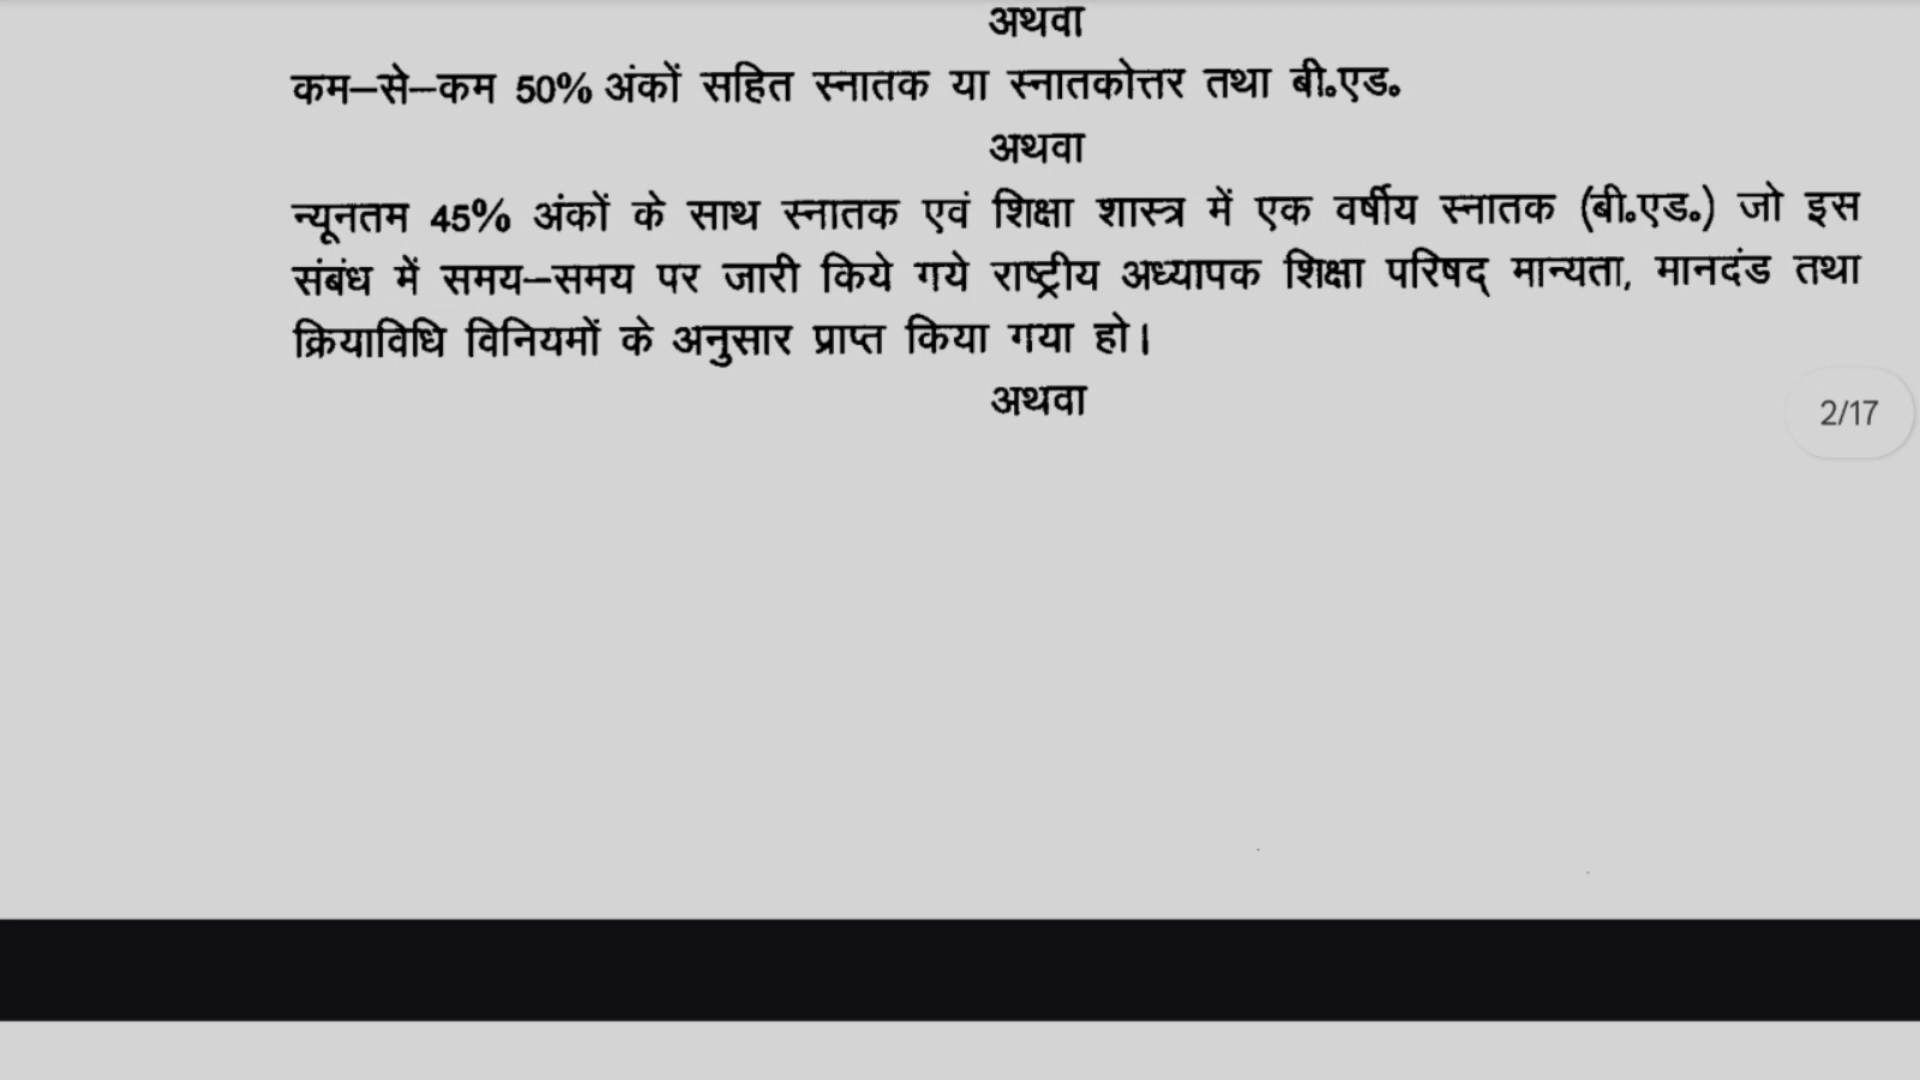 अथवा
कम–से–कम 50% अंकों सहित स्नातक या स्नातकोत्तर तथा बी॰एड॰
अथवा
न्यूनतम 45% अंकों के साथ स्नातक एवं शिक्षा शास्त्र में एक वर्षीय स्नातक (बी॰एड॰) जो इस
संबंध में समय–समय पर जारी किये गये राष्ट्रीय अध्यापक शिक्षा परिषद् मान्यता, मानदंड तथा
क्रियाविधि विनियमों के अनुसार प्राप्त किया गया हो।
अथवा
2/17